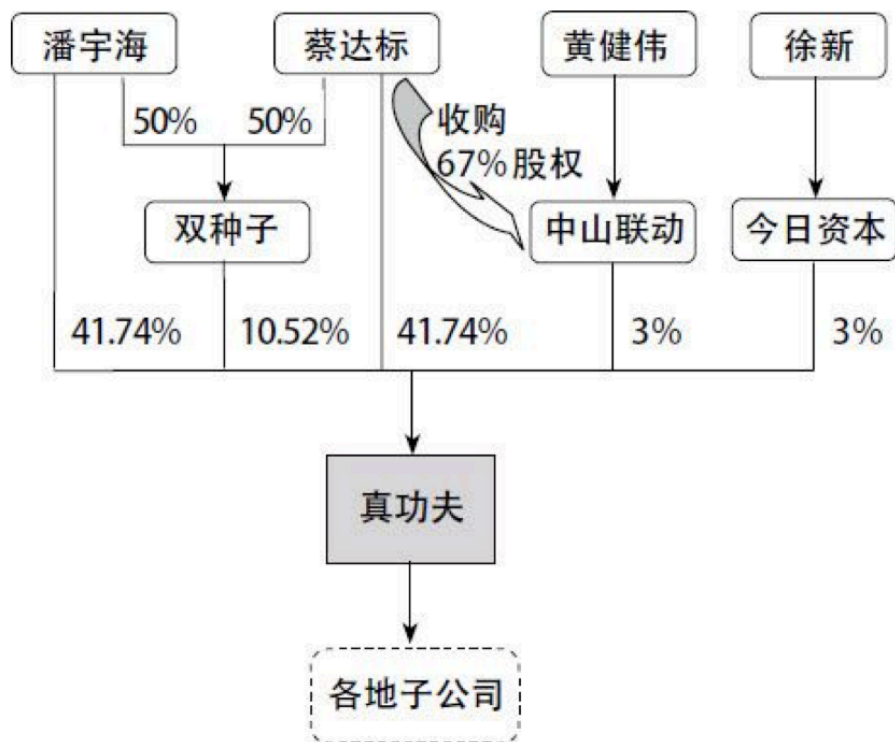 潘宇海
蔡达标
黄健伟
徐新
50%
50%
收购
67%股权
双种子
中山联动
今日资本
41.74%
10.52%
41.74%
3%
3%
真功夫
各地子公司